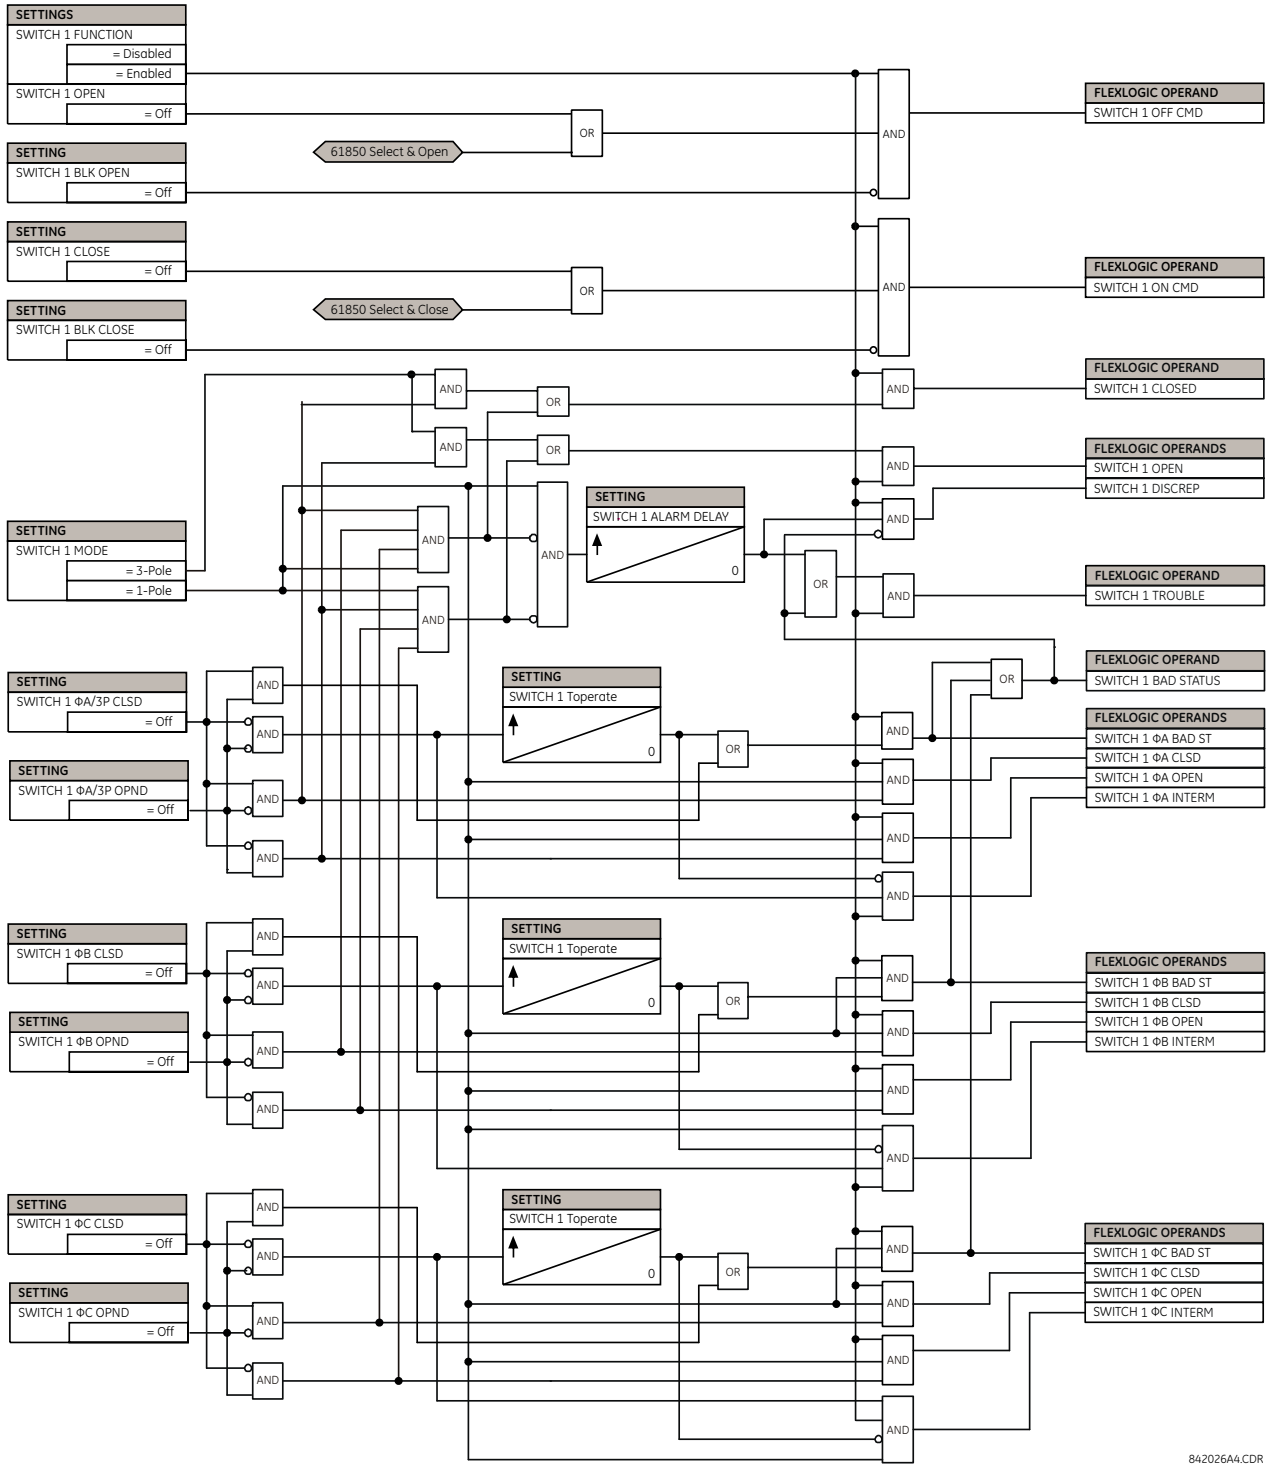 SETTINGS
SWITCH 1 FUNCTION
= Disabled
= Enabled
SWITCH 1 OPEN
= Off
OR
61850 Select & Open
AND
FLEXLOGIC OPERAND
SWITCH 1 OFF CMD
SETTING
SWITCH 1 BLK OPEN
= Off
SETTING
SWITCH 1 CLOSE
= Off
OR
61850 Select & Close
AND
FLEXLOGIC OPERAND
SWITCH 1 ON CMD
SETTING
SWITCH 1 BLK CLOSE
= Off
AND
OR
AND
FLEXLOGIC OPERAND
SWITCH 1 CLOSED
AND
OR
AND
FLEXLOGIC OPERANDS
SWITCH 1 OPEN
SWITCH 1 DISCREP
SETTING
SWITCH 1 MODE
= 3-Pole
= 1-Pole
AND
AND
AND
SETTING
SWITCH 1 ALARM DELAY
0
AND
OR
AND
FLEXLOGIC OPERAND
SWITCH 1 TROUBLE
OR
FLEXLOGIC OPERAND
SWITCH 1 BAD STATUS
SETTING
SWITCH 1 ΦA/3P CLSD
= Off
SETTING
SWITCH 1 ΦA/3P OPND
= Off
AND
AND
AND
AND
SETTING
SWITCH 1 Toperate
0
OR
AND
AND
AND
AND
FLEXLOGIC OPERANDS
SWITCH 1 ΦA BAD ST
SWITCH 1 ΦA CLSD
SWITCH 1 ΦA OPEN
SWITCH 1 ΦA INTERM
SETTING
SWITCH 1 ΦB CLSD
= Off
SETTING
SWITCH 1 ΦB OPND
= Off
AND
AND
AND
AND
SETTING
SWITCH 1 Toperate
0
OR
AND
AND
AND
AND
FLEXLOGIC OPERANDS
SWITCH 1 ΦB BAD ST
SWITCH 1 ΦB CLSD
SWITCH 1 ΦB OPEN
SWITCH 1 ΦB INTERM
SETTING
SWITCH 1 ΦC CLSD
= Off
SETTING
SWITCH 1 ΦC OPND
= Off
AND
AND
AND
AND
SETTING
SWITCH 1 Toperate
0
OR
AND
AND
AND
AND
FLEXLOGIC OPERANDS
SWITCH 1 ΦC BAD ST
SWITCH 1 ΦC CLSD
SWITCH 1 ΦC OPEN
SWITCH 1 ΦC INTERM
842026A4.CDR